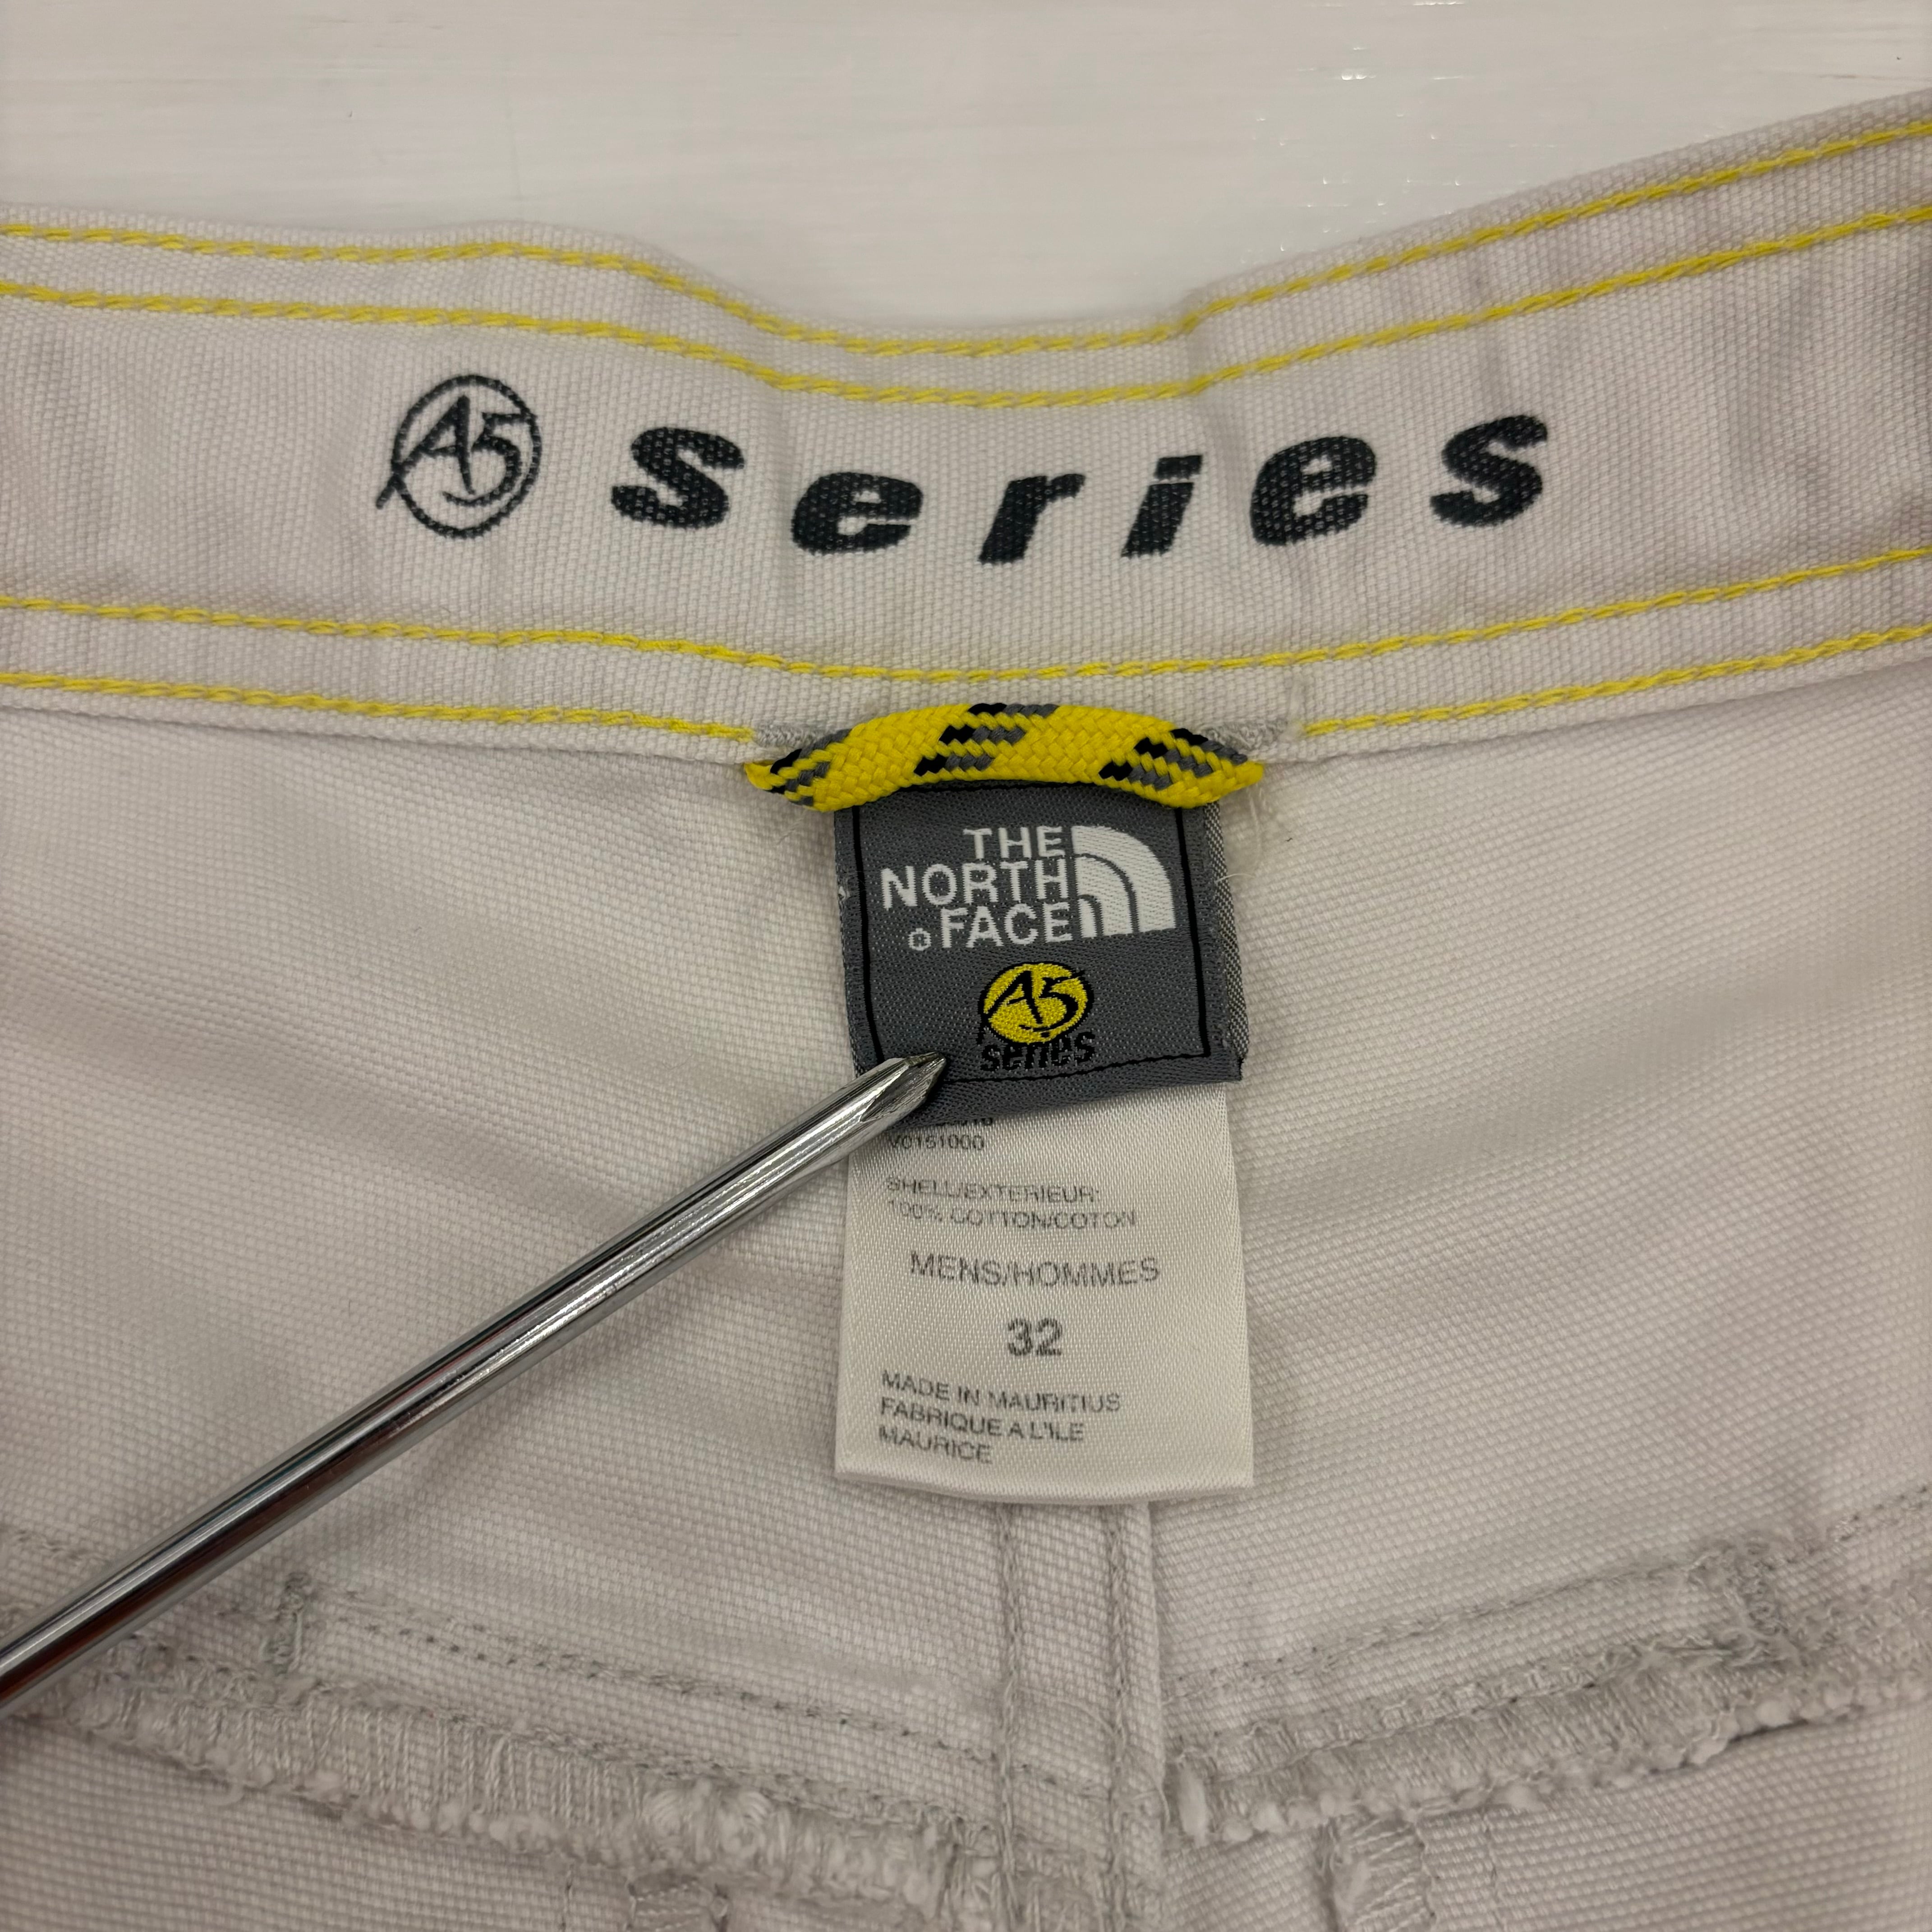 A5 series
THE
NORTH
® FACE
A5
series
V0151000
SHELL/EXTERIEUR:
100% COTTON/COTON
MENS/HOMMES
32
MADE IN MAURITIUS
FABRIQUE A L'ILE
MAURICE